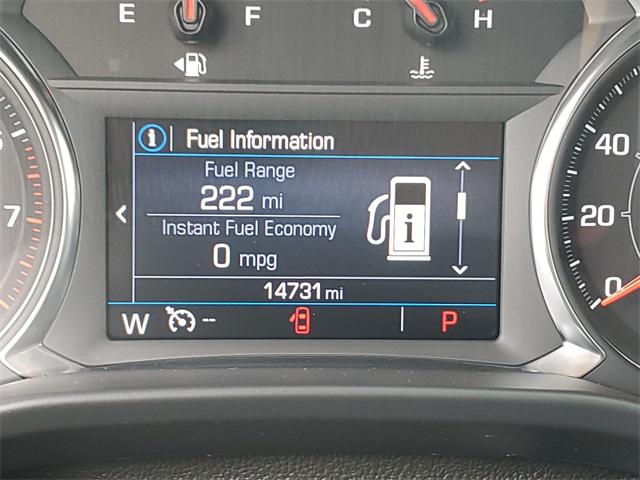 E F C H
i Fuel Information
Fuel Range
222 mi
Instant Fuel Economy
0 mpg
i
14731 mi
W -- P
7
40
20
0